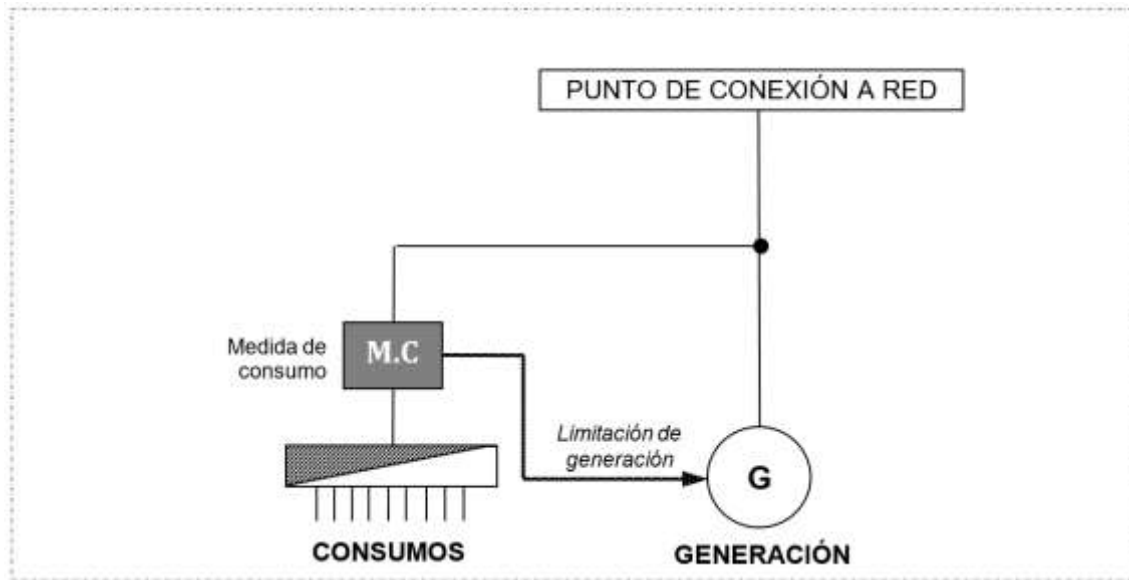 PUNTO DE CONEXIÓN A RED
Medida de
consumo
M.C
Limitación de
generación
G
CONSUMOS
GENERACIÓN